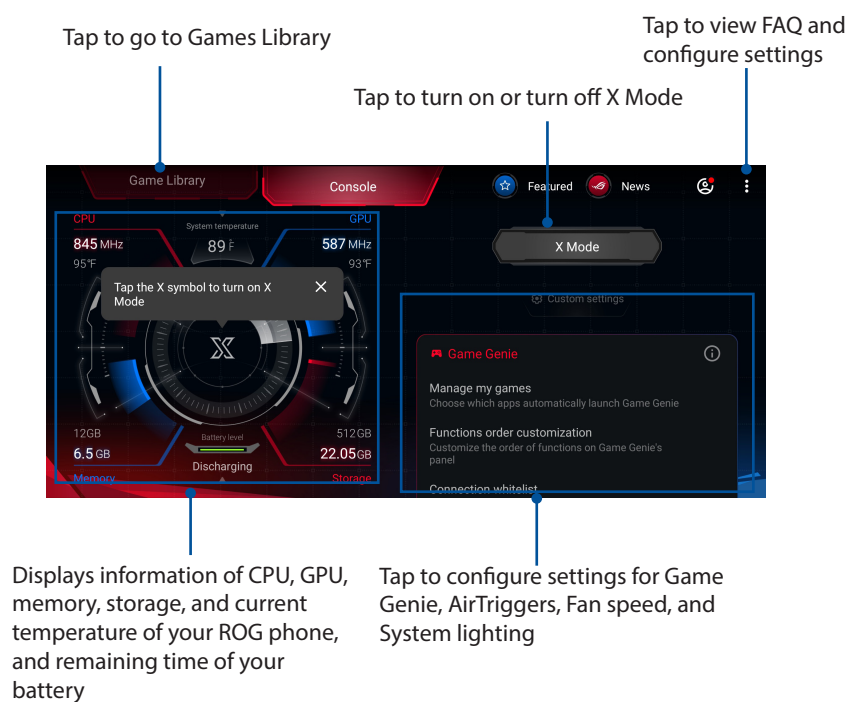 Tap to go to Games Library
Tap to view FAQ and
configure settings
Tap to turn on or turn off X Mode
Game Library
Console
Featured
News
CPU
845 MHz
95°F
System temperature
89°F
GPU
587 MHz
93°F
Tap the X symbol to turn on X
Mode
12GB
6.5 GB
Memory
Battery level
Discharging
512GB
22.05GB
Storage
X Mode
Custom settings
Game Genie
Manage my games
Choose which apps automatically launch Game Genie
Functions order customization
Customize the order of functions on Game Genie's
panel
Connection whitelist
Displays information of CPU, GPU,
memory, storage, and current
temperature of your ROG phone,
and remaining time of your
battery
Tap to configure settings for Game
Genie, AirTriggers, Fan speed, and
System lighting